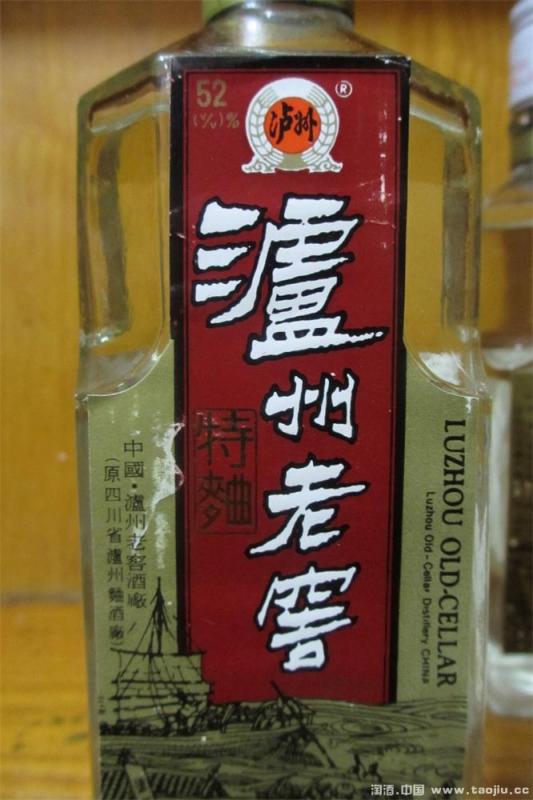 52
(V/V)%
泸州
®
瀘州老窖
特麯
中國·瀘州老窖酒廠
(原四川省瀘州麯酒廠)
LUZHOU OLD-CELLAR
Luzhou Old-Cellar Distillery CHINA
淘酒.中国 www.taojiu.cc